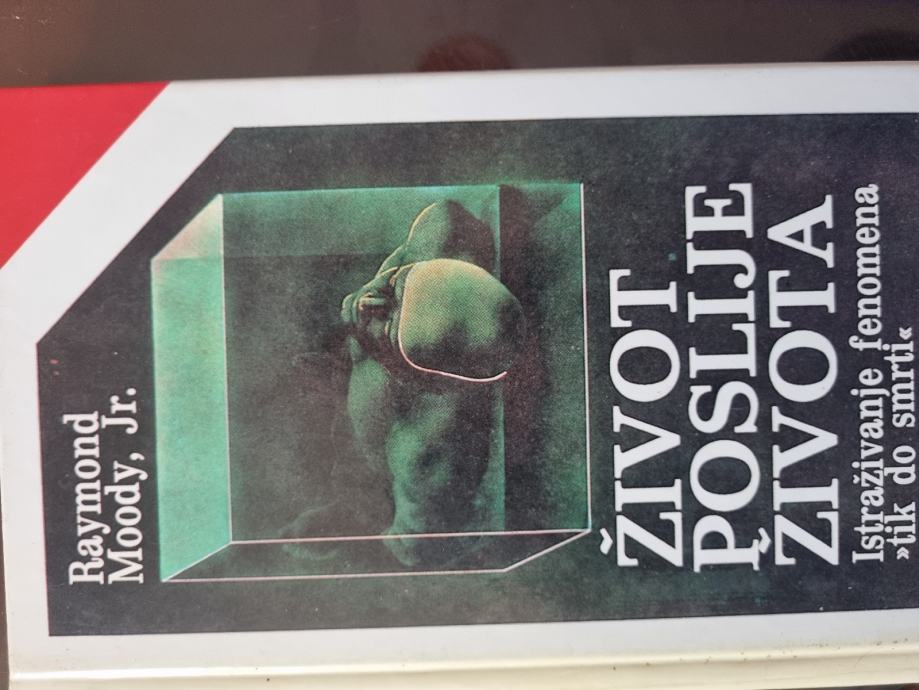 Raymond
Moody, Jr.
ŽIVOT
POSLIJE
ŽIVOTA
Istraživanje fenomena
»tik do smrti«